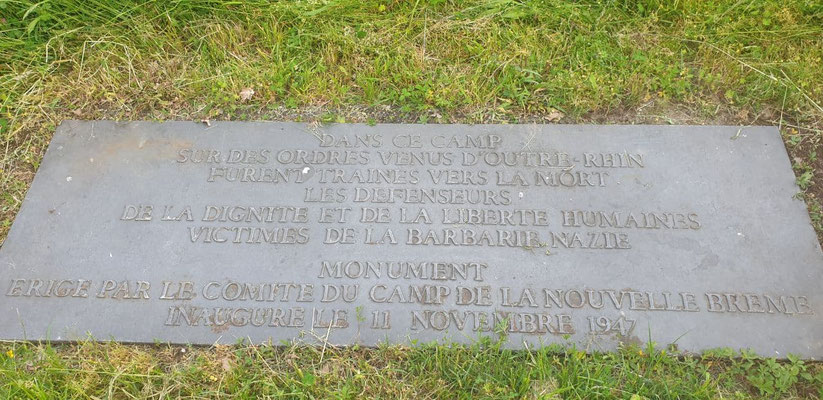 DANS CE CAMP
SUR DES ORDRES VENUS D'OUTRE-RHIN
FURENT TRAINES VERS LA MORT
LES DEFENSEURS
DE LA DIGNITE ET DE LA LIBERTE HUMAINES
VICTIMES DE LA BARBARIE NAZIE
MONUMENT
ERIGE PAR LE COMITE DU CAMP DE LA NOUVELLE BREME
INAUGURE LE 11 NOVEMBRE 1947